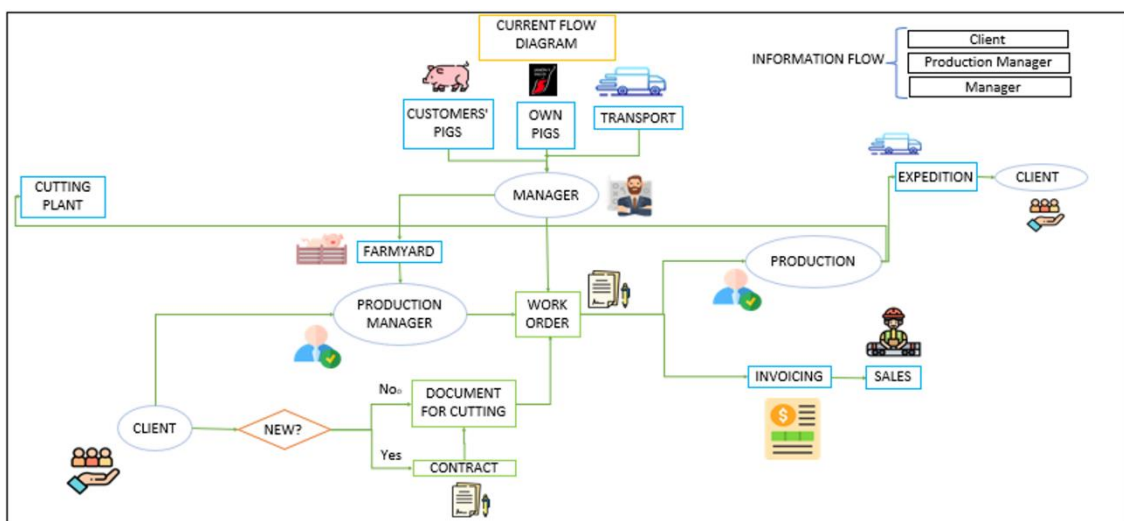 CURRENT FLOW
DIAGRAM
INFORMATION FLOW
Client
Production Manager
Manager
CUSTOMERS'
PIGS
OWN
PIGS
TRANSPORT
CUTTING
PLANT
MANAGER
EXPEDITION
CLIENT
FARMYARD
PRODUCTION
PRODUCTION
MANAGER
WORK
ORDER
INVOICING
SALES
No
DOCUMENT
FOR CUTTING
CLIENT
NEW?
Yes
CONTRACT